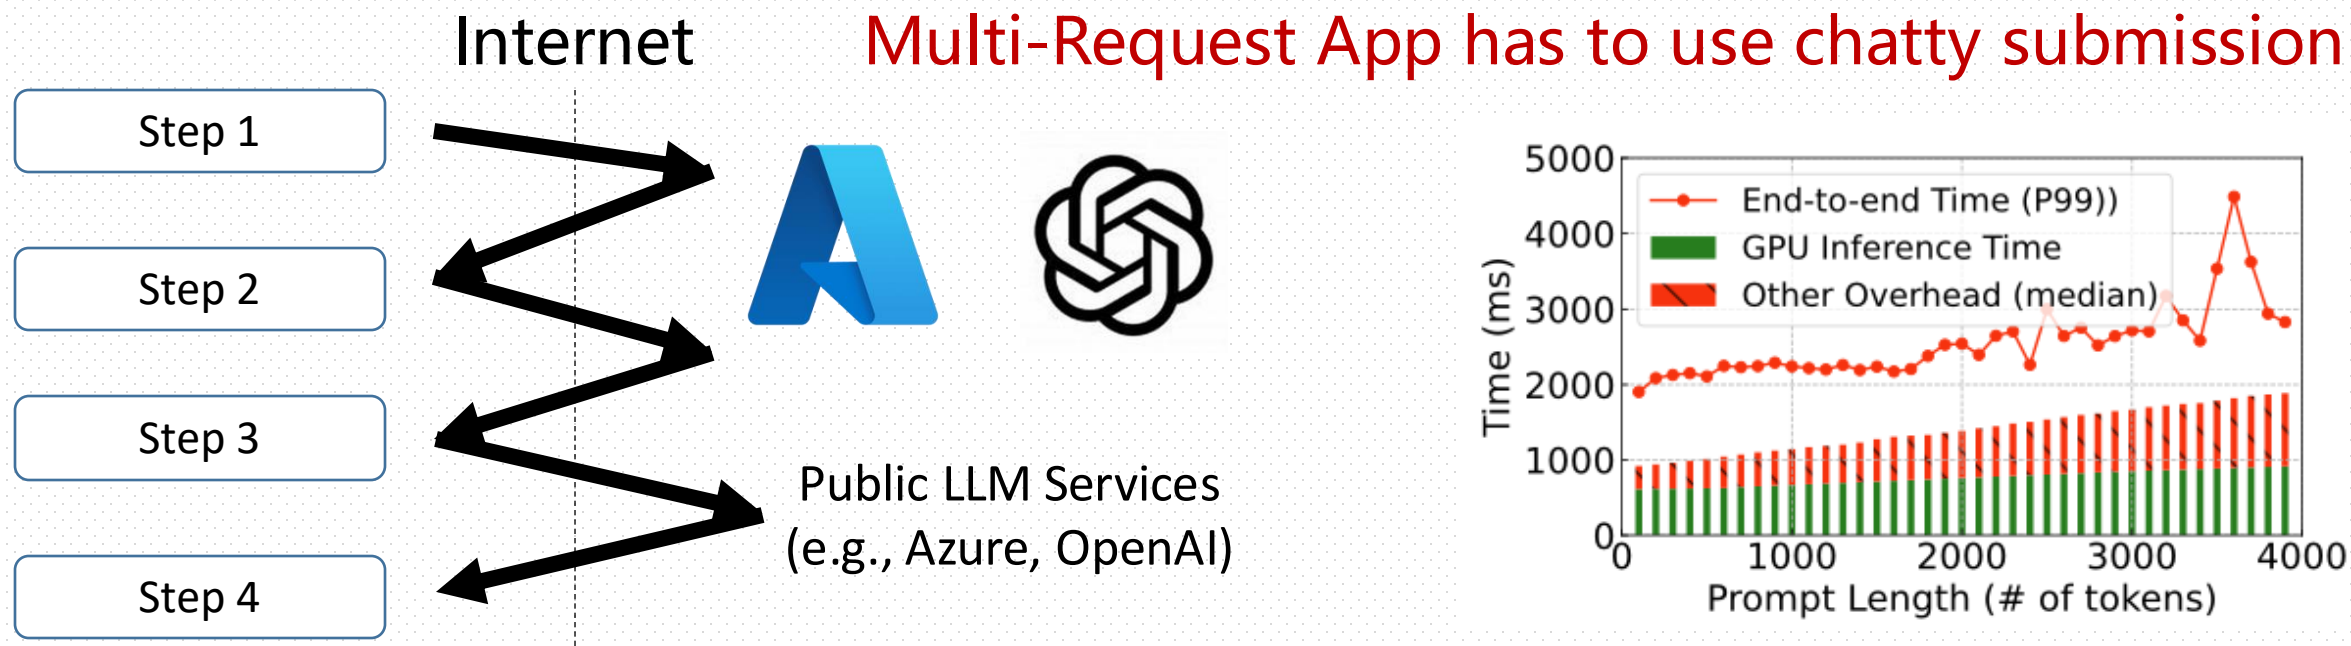 Internet
Multi-Request App has to use chatty submission
Step 1
Step 2
Step 3
Step 4
Public LLM Services
(e.g., Azure, OpenAI)
5000
4000
3000
2000
1000
0
Time (ms)
End-to-end Time (P99))
GPU Inference Time
Other Overhead (median)
0 1000 2000 3000 4000
Prompt Length (# of tokens)